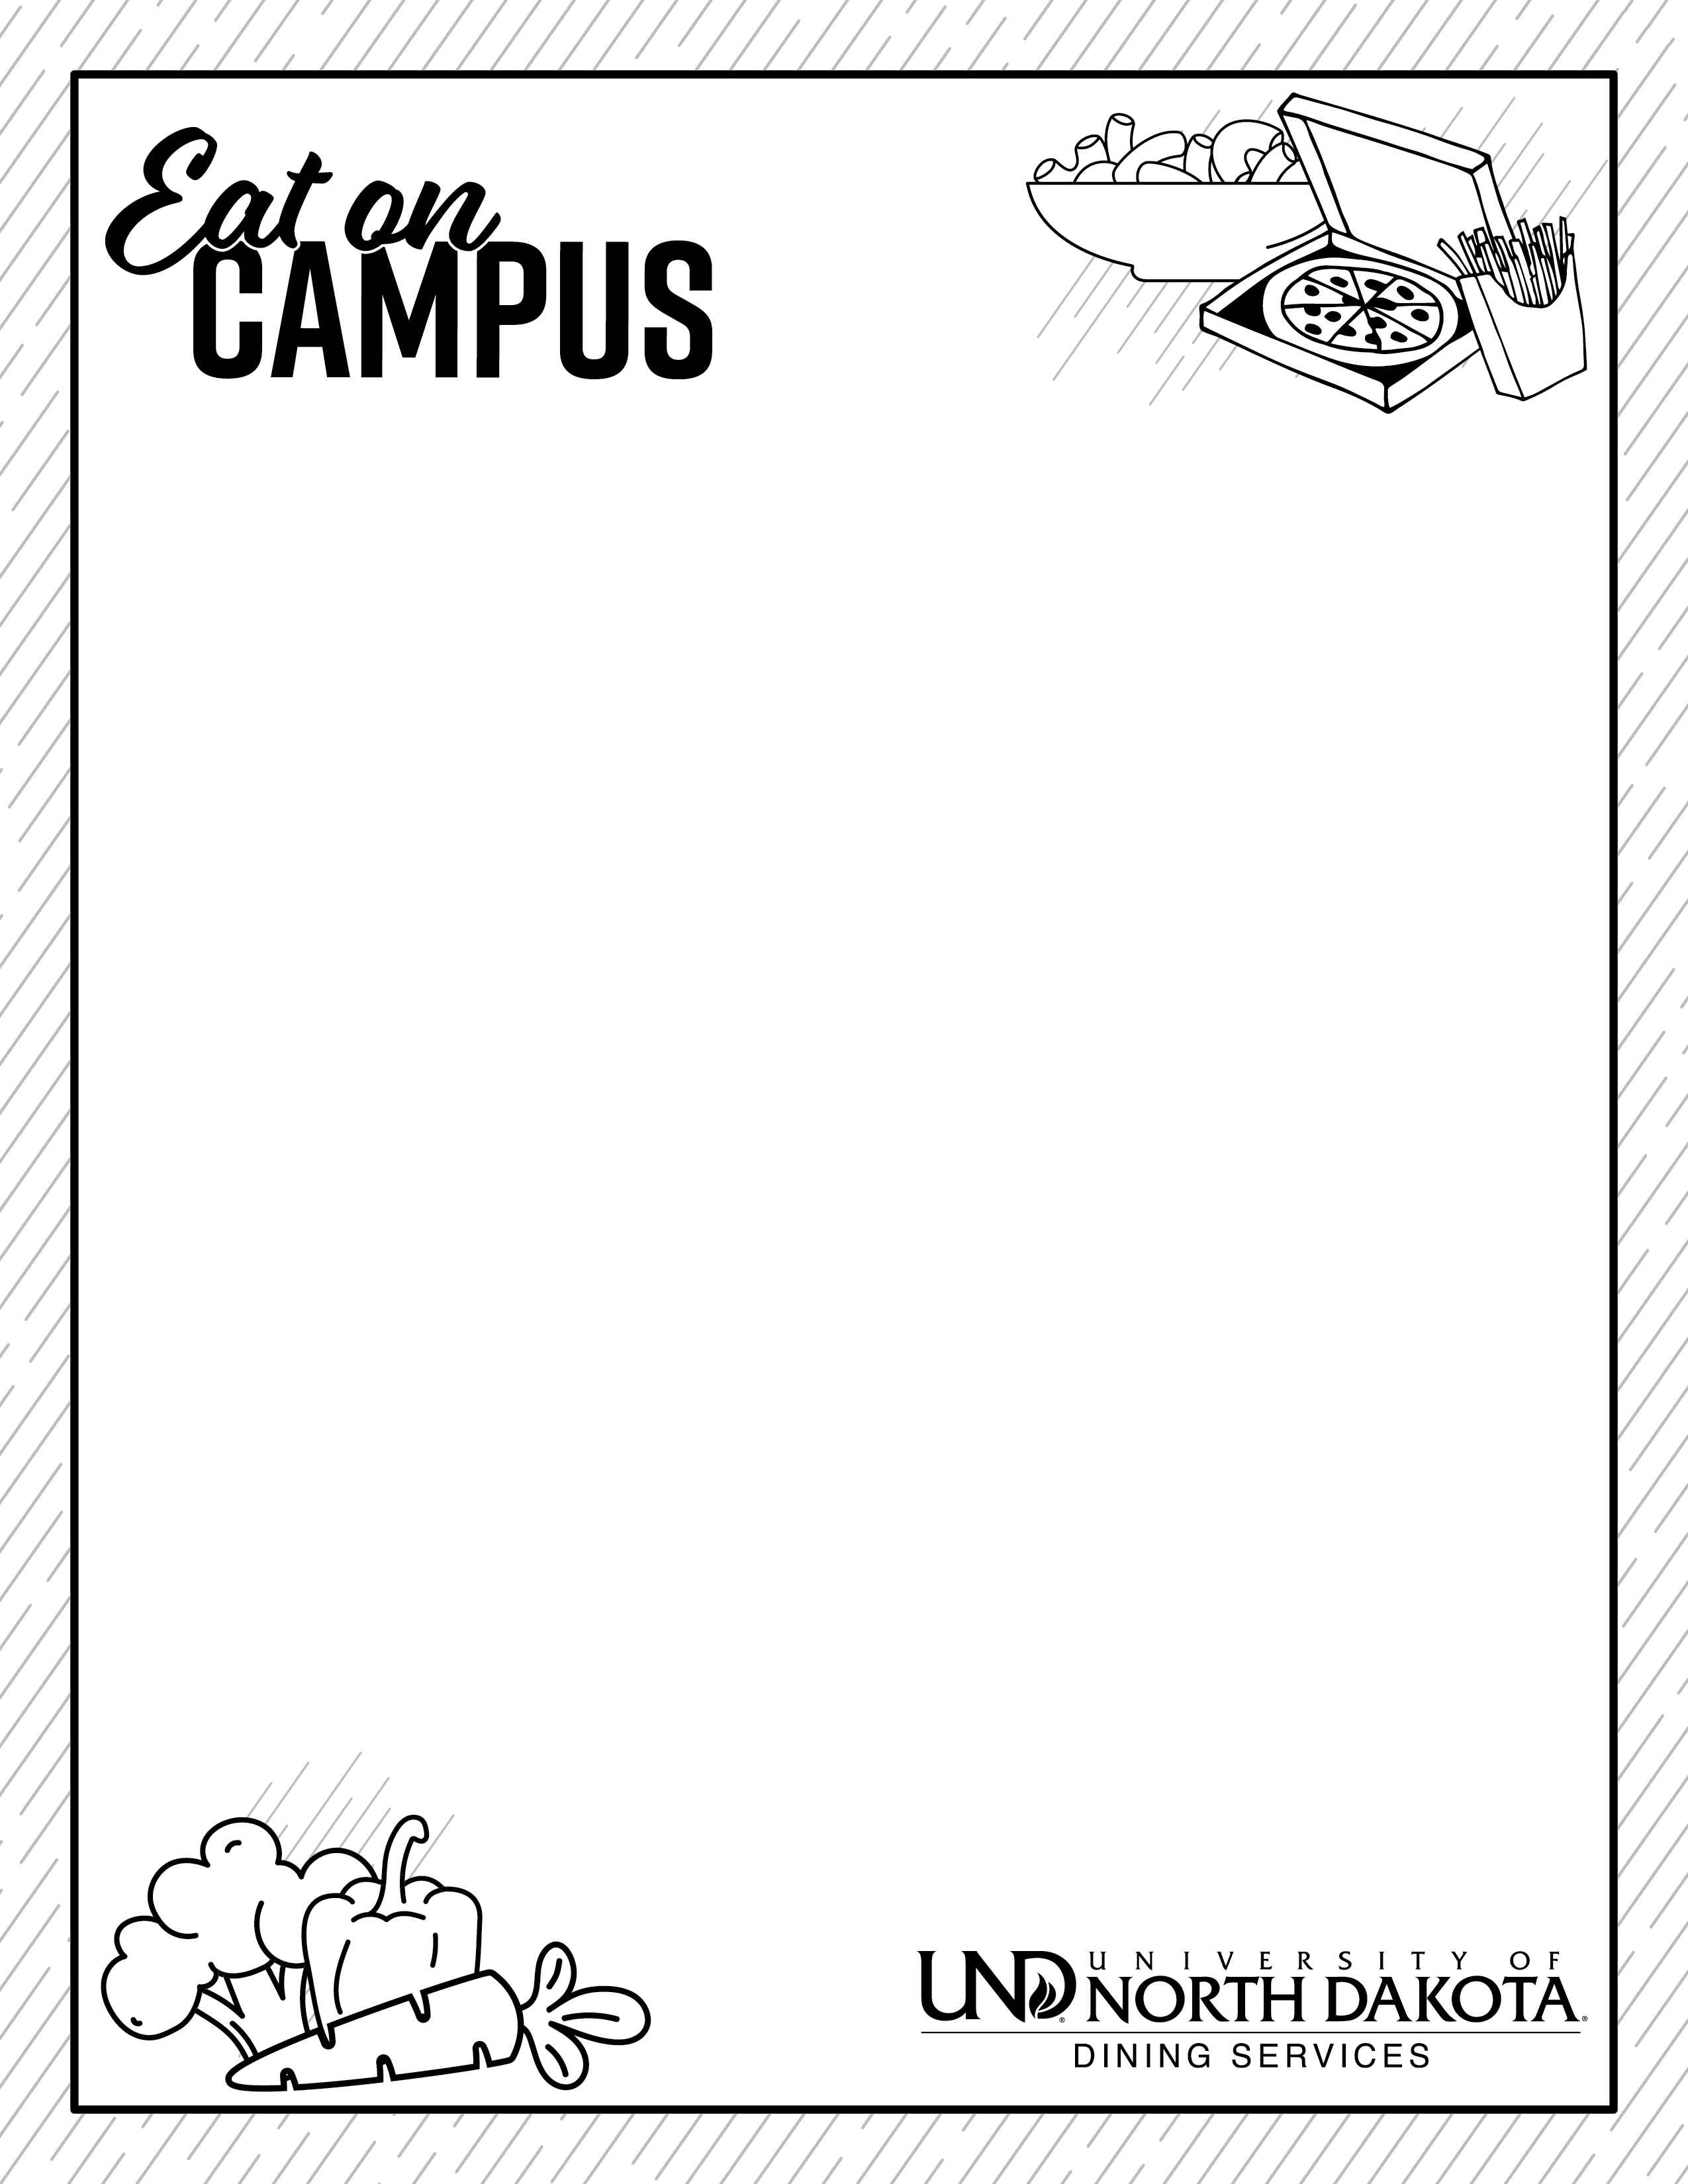 Eat on
CAMPUS
UND® UNIVERSITY OF
NORTH DAKOTA®
DINING SERVICES